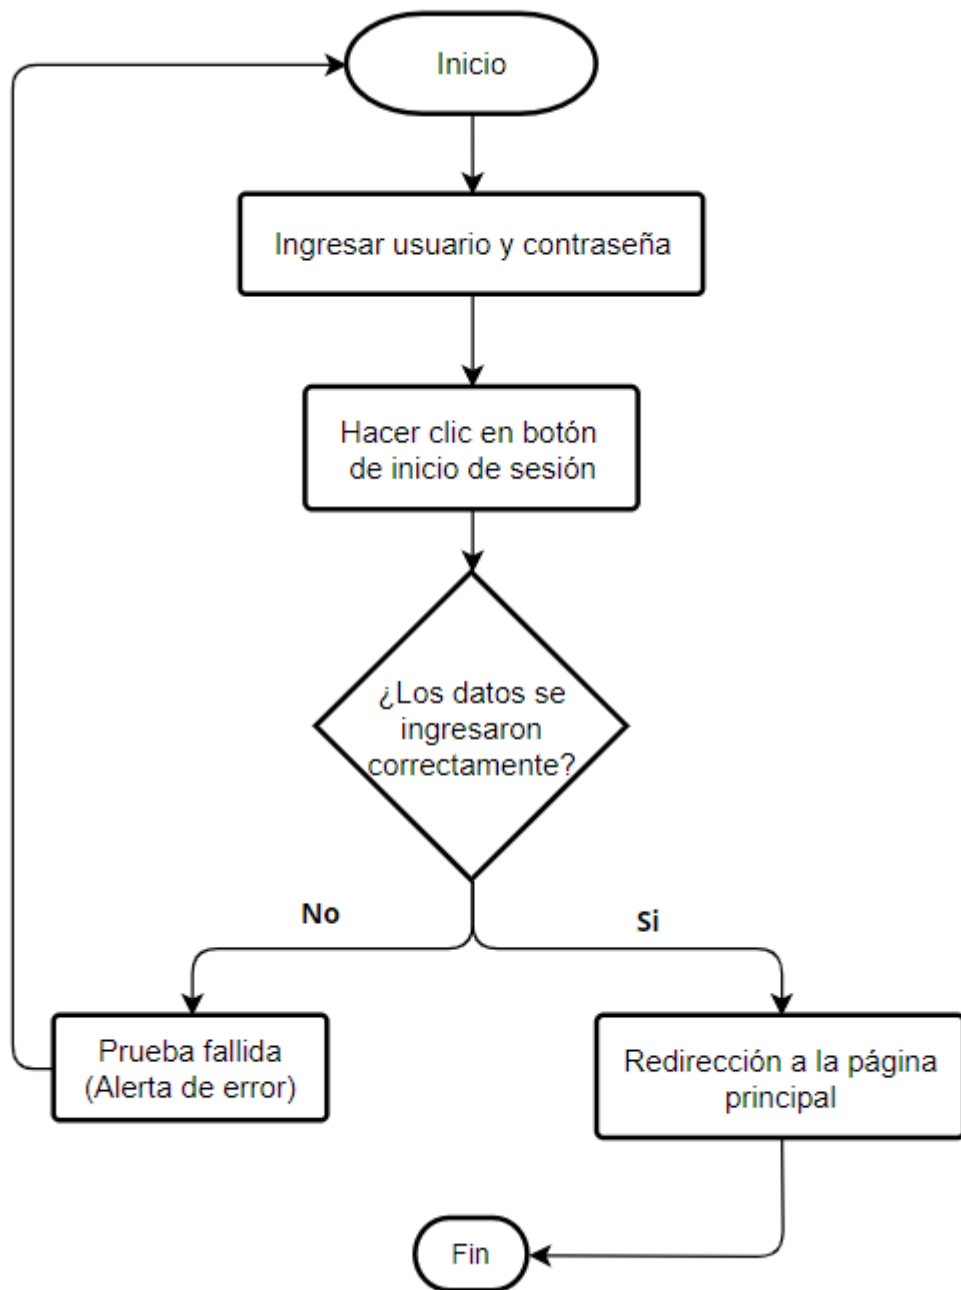 Inicio
Ingresar usuario y contraseña
Hacer clic en botón
de inicio de sesión
¿Los datos se
ingresaron
correctamente?
No
Si
Prueba fallida
(Alerta de error)
Redirección a la página
principal
Fin